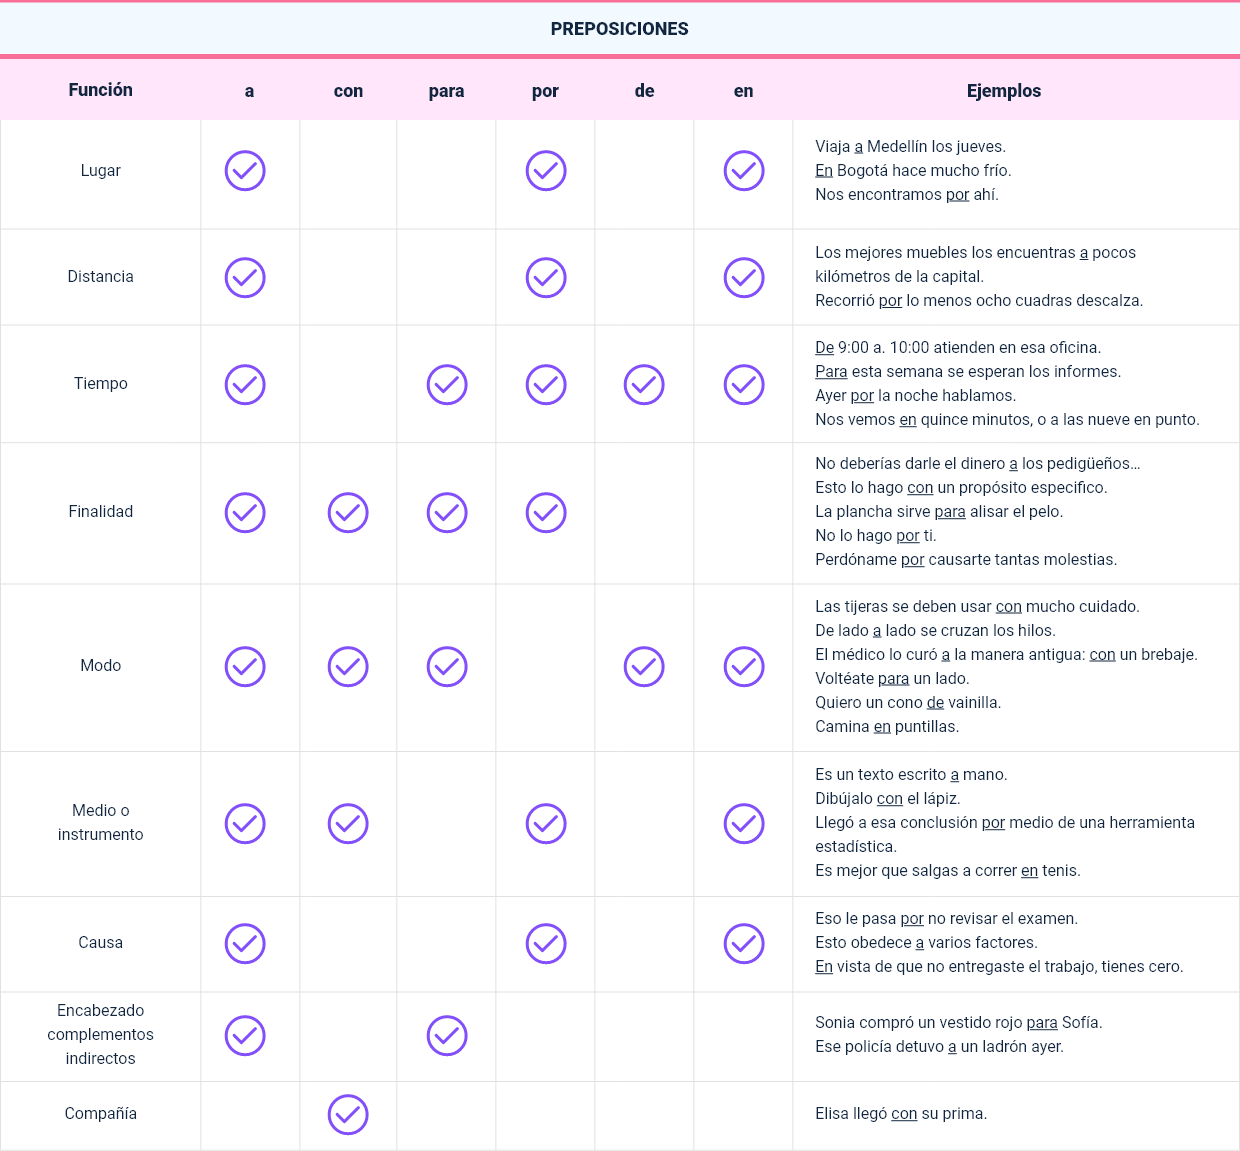 PREPOSICIONES
Función a con para por de en Ejemplos
Lugar
Viaja a Medellín los jueves.
En Bogotá hace mucho frío.
Nos encontramos por ahí.
Distancia
Los mejores muebles los encuentras a pocos
kilómetros de la capital.
Recorrió por lo menos ocho cuadras descalza.
Tiempo
De 9:00 a. 10:00 atienden en esa oficina.
Para esta semana se esperan los informes.
Ayer por la noche hablamos.
Nos vemos en quince minutos, o a las nueve en punto.
Finalidad
No deberías darle el dinero a los pedigüeños...
Esto lo hago con un propósito especifico.
La plancha sirve para alisar el pelo.
No lo hago por ti.
Perdóname por causarte tantas molestias.
Modo
Las tijeras se deben usar con mucho cuidado.
De lado a lado se cruzan los hilos.
El médico lo curó a la manera antigua: con un brebaje.
Voltéate para un lado.
Quiero un cono de vainilla.
Camina en puntillas.
Medio o
instrumento
Es un texto escrito a mano.
Dibújalo con el lápiz.
Llegó a esa conclusión por medio de una herramienta
estadística.
Es mejor que salgas a correr en tenis.
Causa
Eso le pasa por no revisar el examen.
Esto obedece a varios factores.
En vista de que no entregaste el trabajo, tienes cero.
Encabezado
complementos
indirectos
Sonia compró un vestido rojo para Sofía.
Ese policía detuvo a un ladrón ayer.
Compañía
Elisa llegó con su prima.